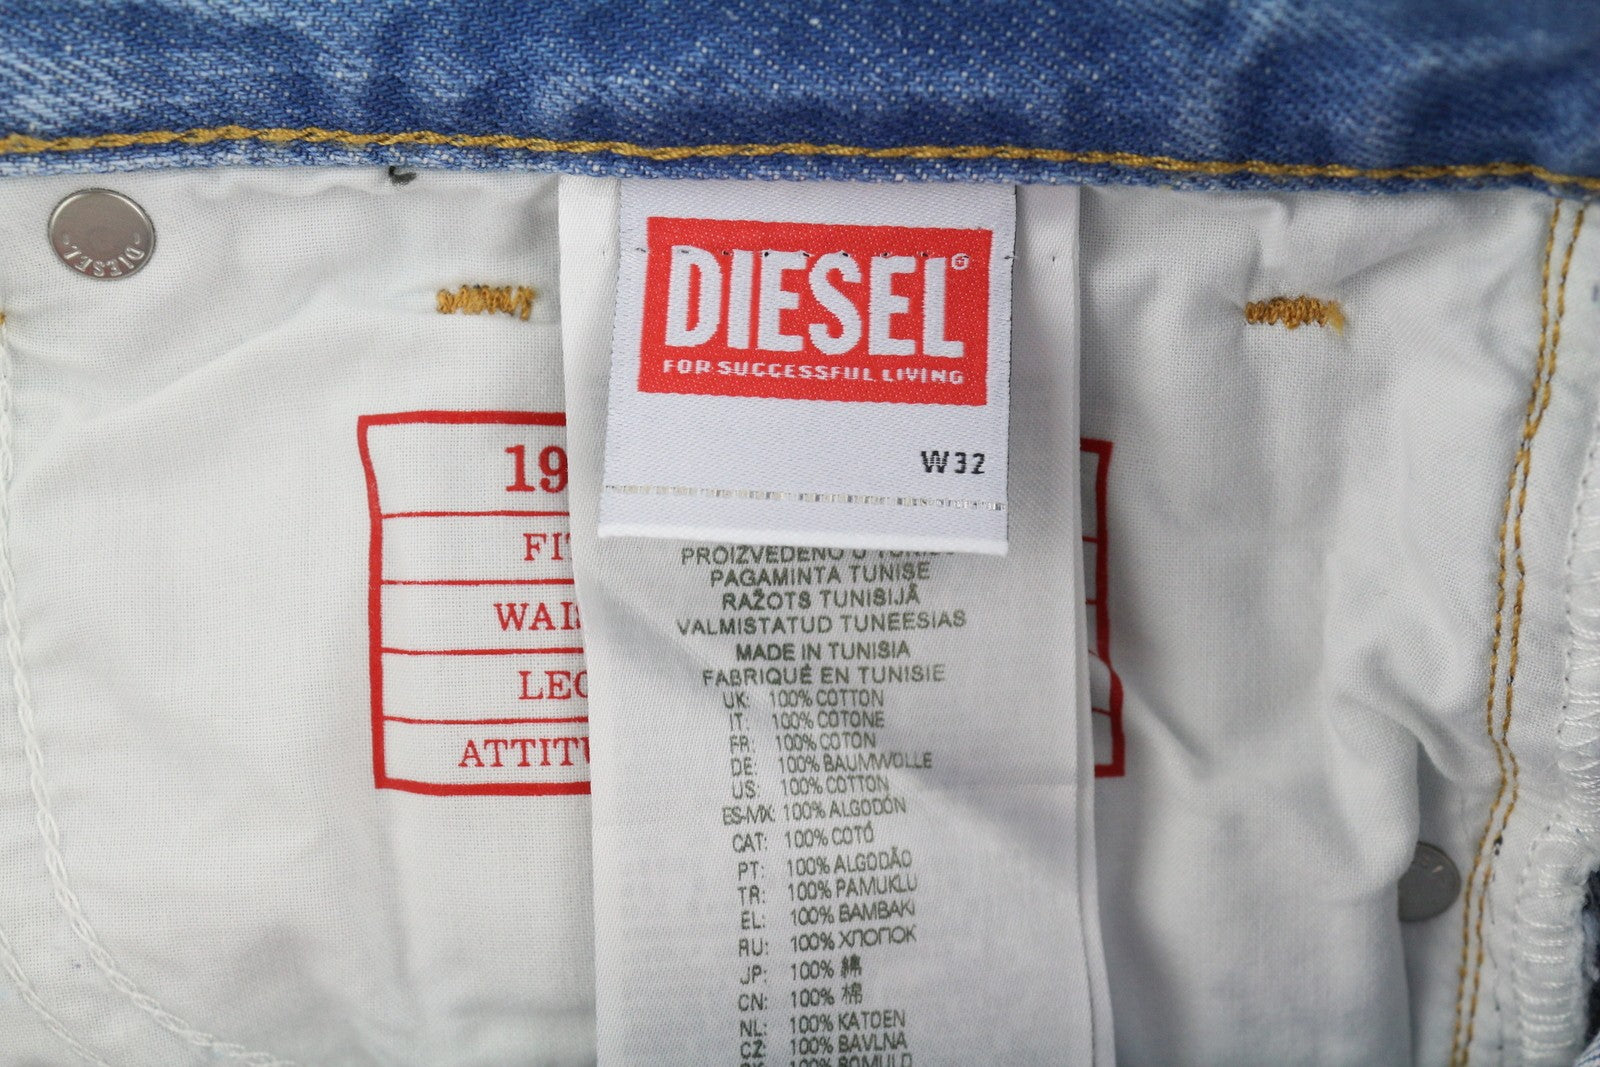 DIESEL
DIESEL
FOR SUCCESSFUL LIVING
W32
19
FIT
WAIS
LEG
ATTITU
PROIZVEDENO U
PAGAMINTA TUNISE
RAŽOTS TUNISIJĀ
VALMISTATUD TUNEESIAS
MADE IN TUNISIA
FABRIQUÉ EN TUNISIE
UK: 100% COTTON
IT: 100% COTONE
FR: 100% COTON
DE: 100% BAUMWOLLE
US: 100% COTTON
ES-MX: 100% ALGODÓN
CAT: 100% COTÓ
PT: 100% ALGODÃO
TR: 100% PAMUKLU
EL: 100% ΒΑΜΒΑΚΙ
RU: 100% ХЛОПОК
JP: 100% 綿
CN: 100% 棉
NL: 100% KATOEN
CZ: 100% BAVLNA